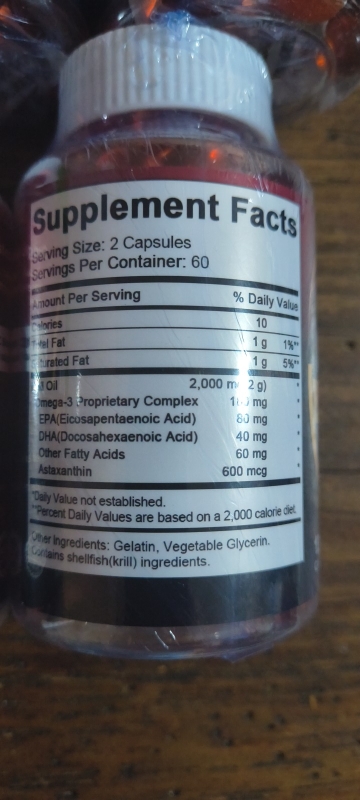 Supplement Facts
Serving Size: 2 Capsules
Servings Per Container: 60
Amount Per Serving % Daily Value
Calories 10
Total Fat 1 g 1%**
Saturated Fat 1 g 5%**
Oil 2,000 mg (2 g) *
Omega-3 Proprietary Complex mg *
EPA(Eicosapentaenoic Acid) 80 mg *
DHA(Docosahexaenoic Acid) 40 mg *
Other Fatty Acids 60 mg *
Astaxanthin 600 mcg *
*Daily Value not established.
**Percent Daily Values are based on a 2,000 calorie diet.
Other Ingredients: Gelatin, Vegetable Glycerin.
Contains shellfish(krill) ingredients.